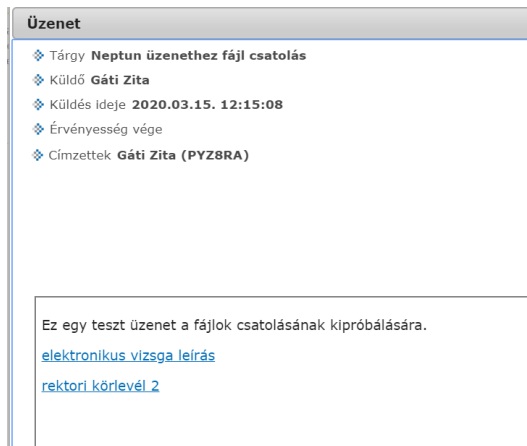 Üzenet
Tárgy Neptun üzenethez fájl csatolás
Küldő Gáti Zita
Küldés ideje 2020.03.15. 12:15:08
Érvényesség vége
Címzettek Gáti Zita (PYZ8RA)
Ez egy teszt üzenet a fájlok csatolásának kipróbálására.
elektronikus vizsga leírás
rektori körlevél 2